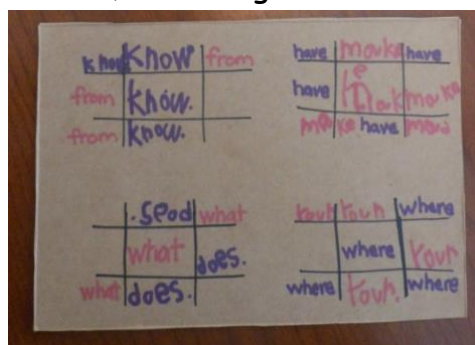 know know from
from know.
from know.
have make have
have make make
make have make
.seod what
what does.
what does.
your your where
where your
where your. where